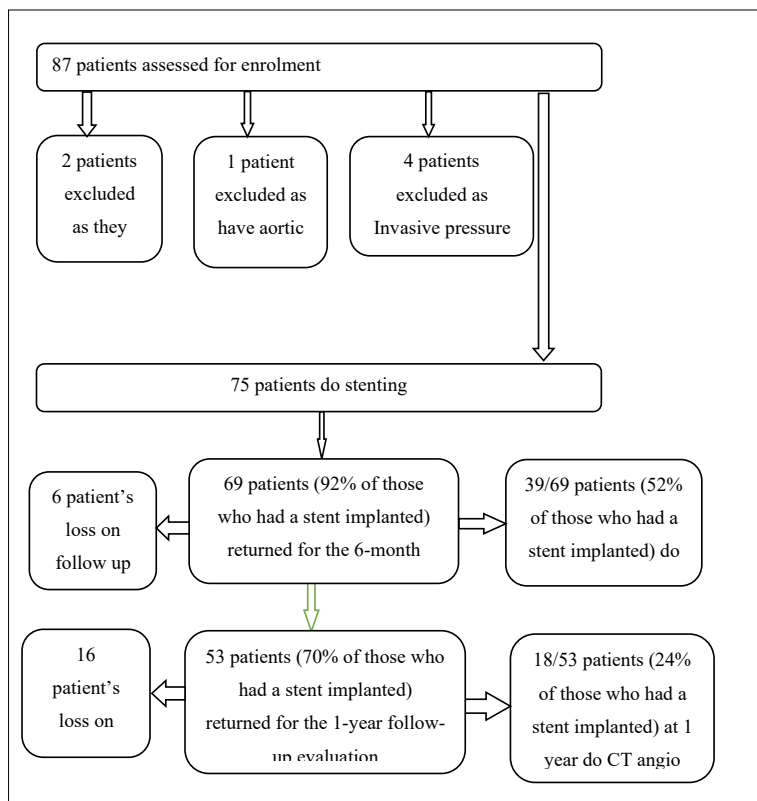 87 patients assessed for enrolment
2 patients
excluded
as they
1 patient
excluded as
have aortic
4 patients
excluded as
Invasive pressure
75 patients do stenting
6 patient's
loss on
follow up
69 patients (92% of those
who had a stent implanted)
returned for the 6-month
39/69 patients (52%
of those who had a
stent implanted) do
16
patient's
loss on
53 patients (70% of those who
had a stent implanted)
returned for the 1-year follow-
up evaluation
18/53 patients (24%
of those who had a
stent implanted) at 1
year do CT angio